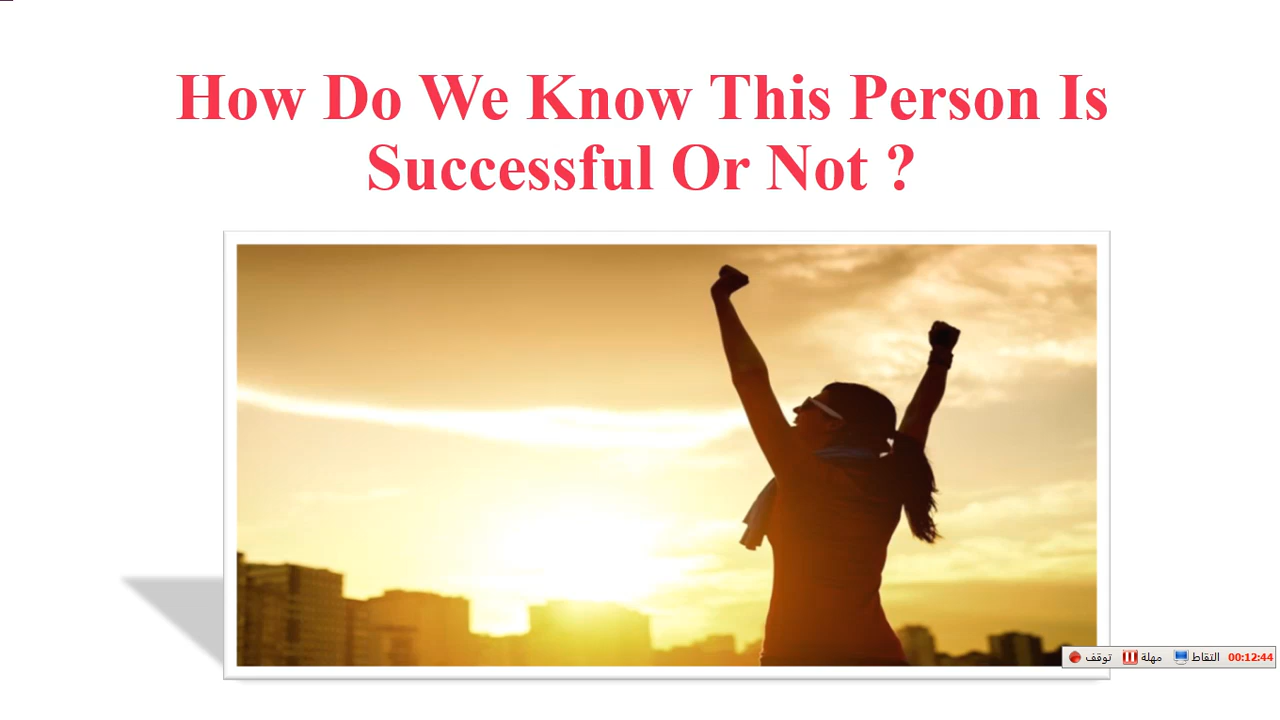 How Do We Know This Person Is
Successful Or Not ?
توقف مهلة التقاط 00:12:44